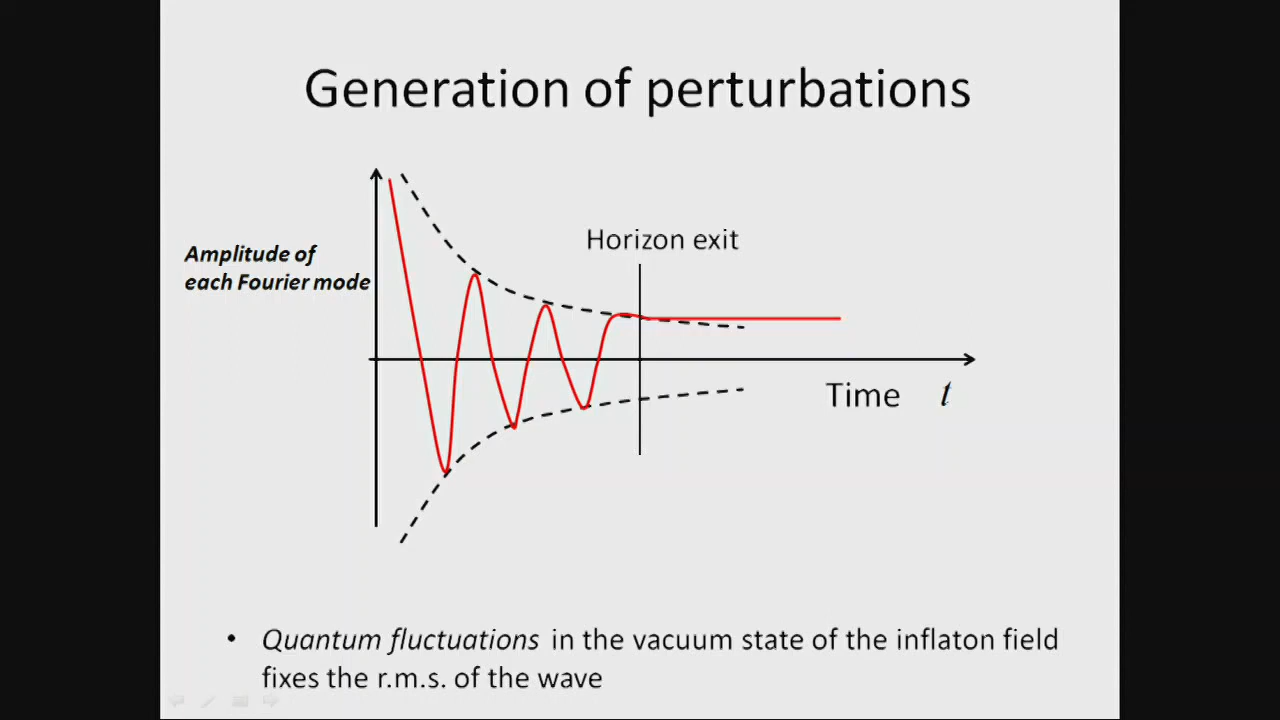 Generation of perturbations
Amplitude of
each Fourier mode
Horizon exit
Time t
• Quantum fluctuations in the vacuum state of the inflaton field
fixes the r.m.s. of the wave